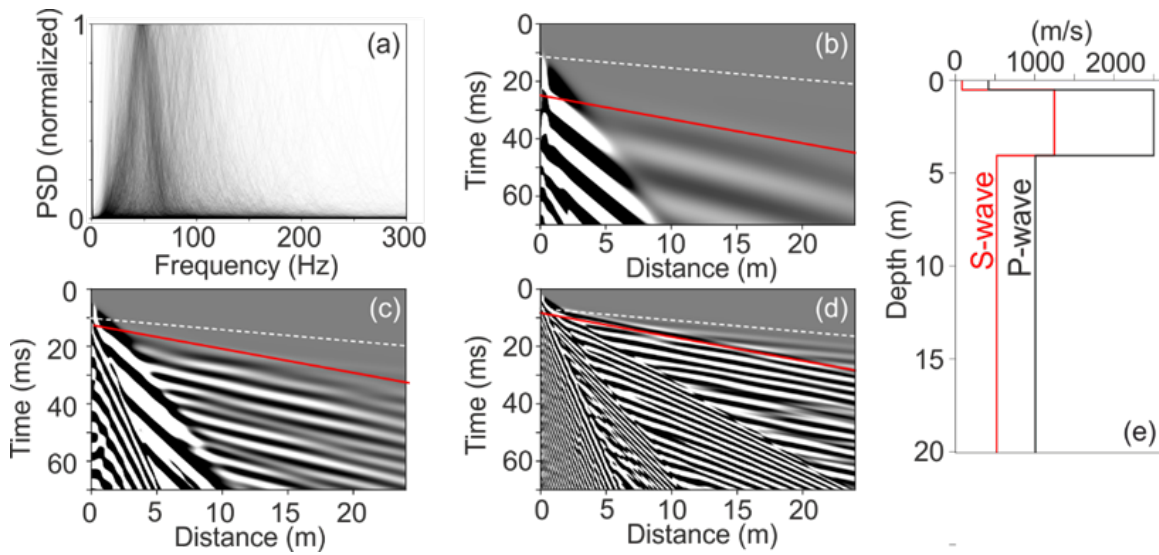 (a)
1
PSD (normalized)
0
0 100 200 300
Frequency (Hz)
(b)
0
20
40
60
Time (ms)
0 5 10 15 20
Distance (m)
(c)
0
20
40
60
Time (ms)
0 5 10 15 20
Distance (m)
(d)
0
20
40
60
Time (ms)
0 5 10 15 20
Distance (m)
(m/s)
0 1000 2000
0
5
10
15
20
Depth (m)
S-wave
P-wave
(e)